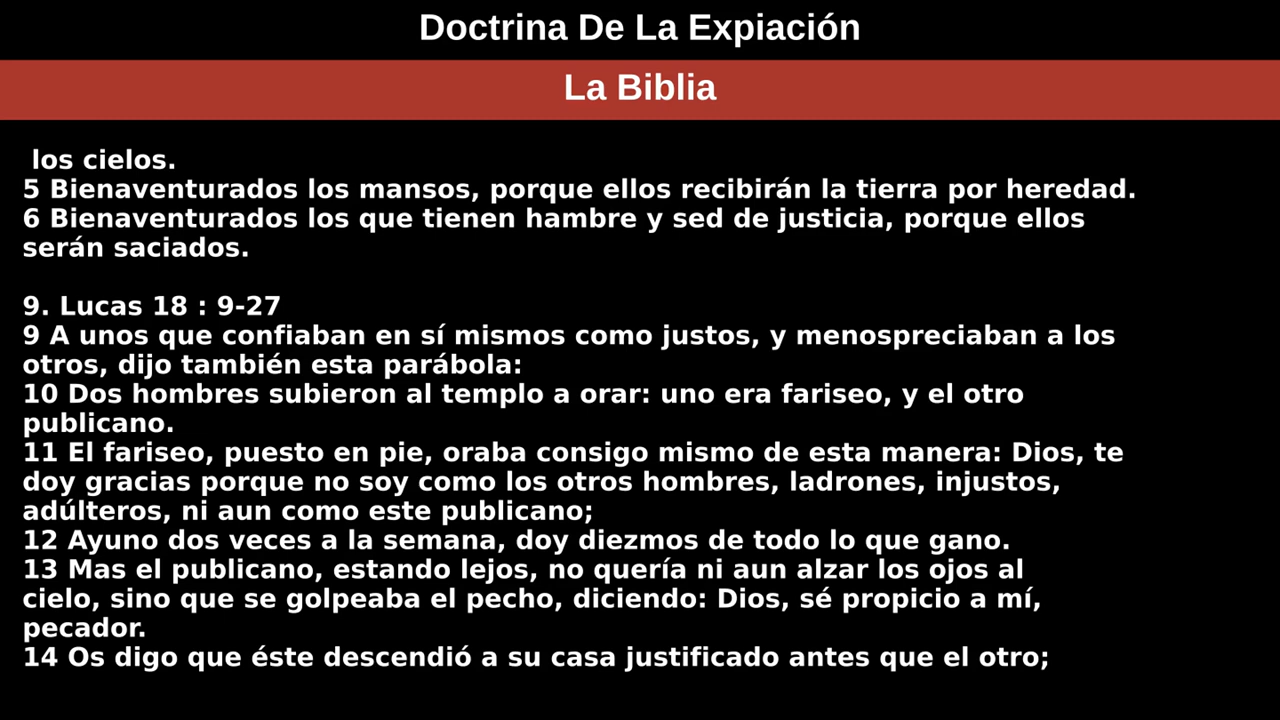 Doctrina De La Expiación
La Biblia
los cielos.
5 Bienaventurados los mansos, porque ellos recibirán la tierra por heredad.
6 Bienaventurados los que tienen hambre y sed de justicia, porque ellos
serán saciados.
9. Lucas 18 : 9-27
9 A unos que confiaban en sí mismos como justos, y menospreciaban a los
otros, dijo también esta parábola:
10 Dos hombres subieron al templo a orar: uno era fariseo, y el otro
publicano.
11 El fariseo, puesto en pie, oraba consigo mismo de esta manera: Dios, te
doy gracias porque no soy como los otros hombres, ladrones, injustos,
adúlteros, ni aun como este publicano;
12 Ayuno dos veces a la semana, doy diezmos de todo lo que gano.
13 Mas el publicano, estando lejos, no quería ni aun alzar los ojos al
cielo, sino que se golpeaba el pecho, diciendo: Dios, sé propicio a mí,
pecador.
14 Os digo que éste descendió a su casa justificado antes que el otro;